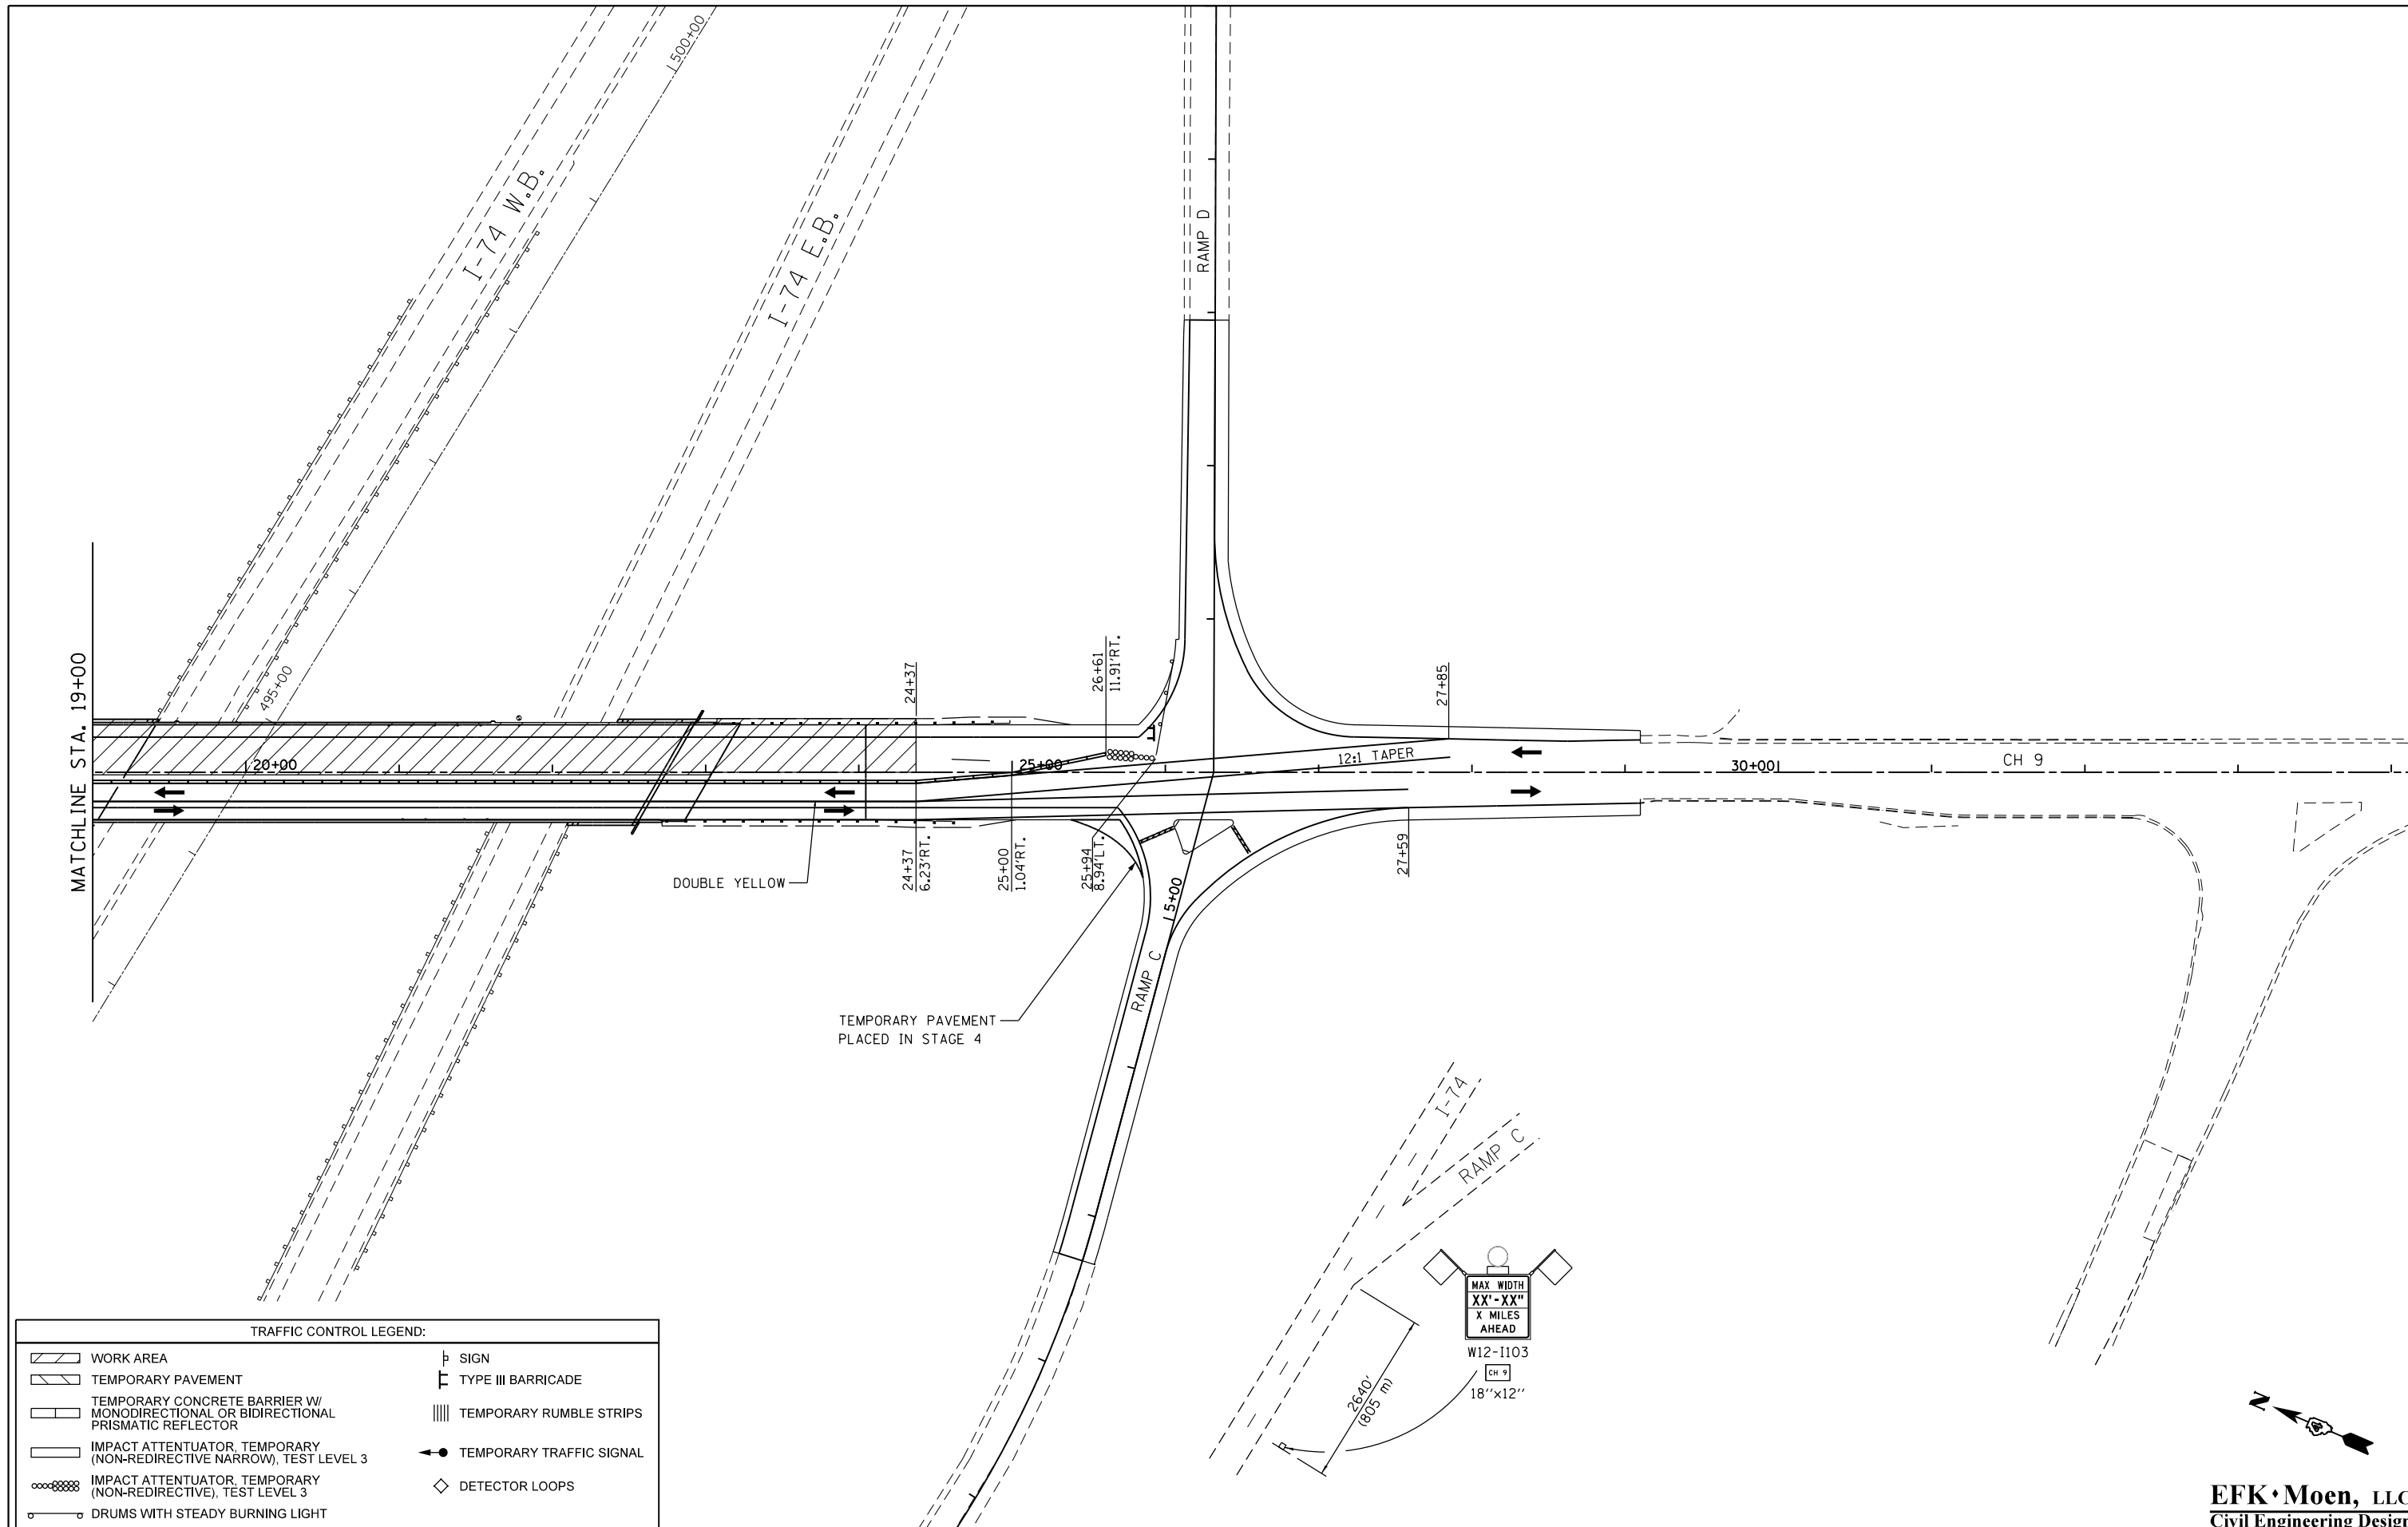 500+00
I-74 W.B.
I-74 E.B.
RAMP D
MATCHLINE STA. 19+00
495+00
24+37
26+61
11.91'RT.
27+85
20+00
25+00
12:1 TAPER
30+00
CH 9
24+37
6.23'RT.
25+00
1.04'RT.
25+94
8.94'LT.
27+59
DOUBLE YELLOW
15+00
RAMP C
TEMPORARY PAVEMENT
PLACED IN STAGE 4
I-74
RAMP C
MAX WIDTH
XX'-XX"
X MILES
AHEAD
W12-I103
CH 9
18"x12"
2640'
(805 m)
TRAFFIC CONTROL LEGEND:
WORK AREA
TEMPORARY PAVEMENT
TEMPORARY CONCRETE BARRIER W/
MONODIRECTIONAL OR BIDIRECTIONAL
PRISMATIC REFLECTOR
IMPACT ATTENTUATOR, TEMPORARY
(NON-REDIRECTIVE NARROW), TEST LEVEL 3
IMPACT ATTENTUATOR, TEMPORARY
(NON-REDIRECTIVE), TEST LEVEL 3
DRUMS WITH STEADY BURNING LIGHT
SIGN
TYPE III BARRICADE
TEMPORARY RUMBLE STRIPS
TEMPORARY TRAFFIC SIGNAL
DETECTOR LOOPS
N
EFK•Moen, LLC
Civil Engineering Design